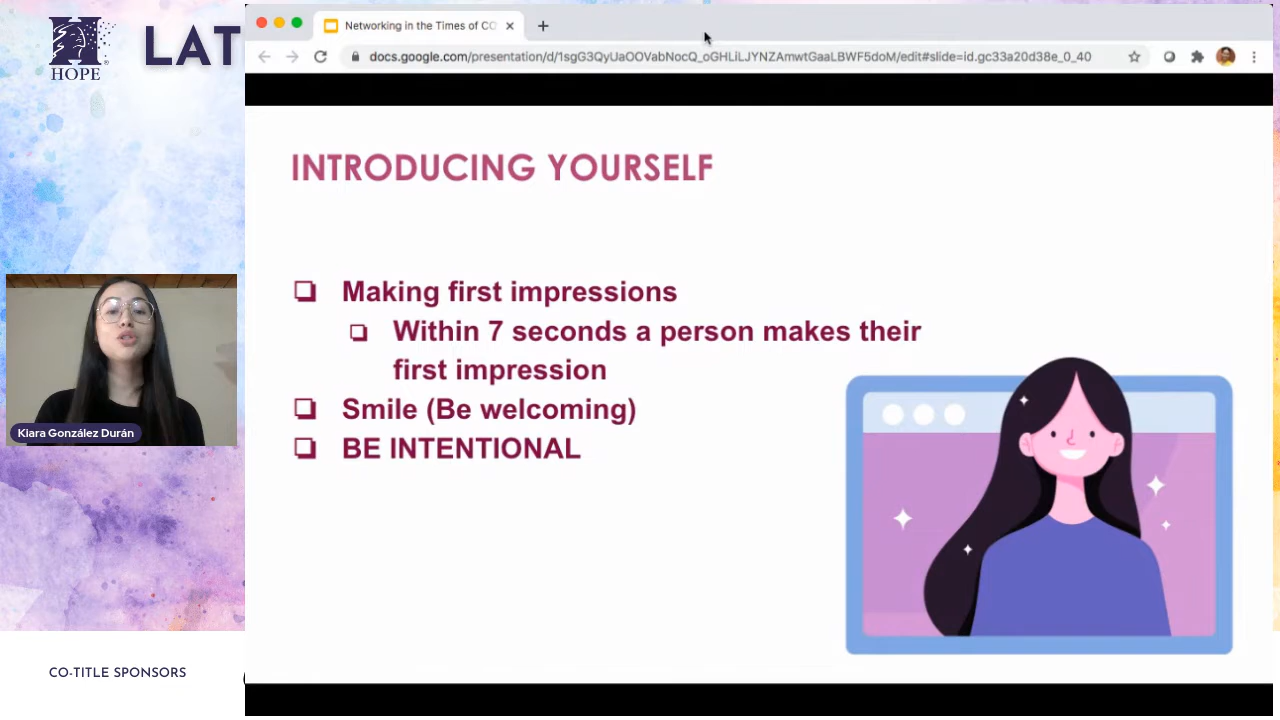 HOPE
LAT
Networking in the Times of CO
docs.google.com/presentation/d/1sgG3QyUaOOVabNocQ_oGHLiLJYNZAmwtGaaLBWF5doM/edit#slide=id.gc33a20d38e_0_40
INTRODUCING YOURSELF
Making first impressions
Within 7 seconds a person makes their
first impression
Smile (Be welcoming)
BE INTENTIONAL
Kiara González Durán
CO-TITLE SPONSORS